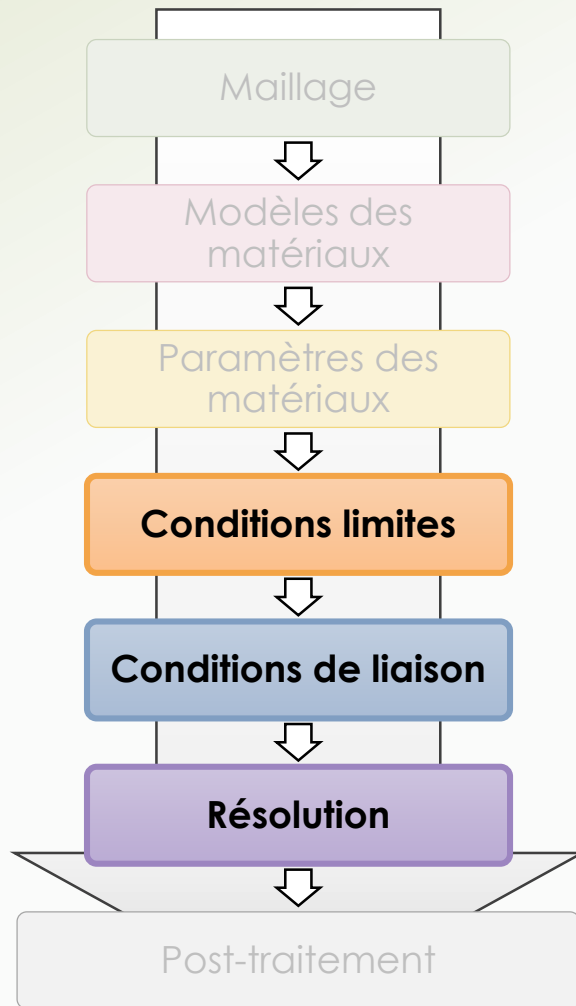 Maillage
Modèles des
matériaux
Paramètres des
matériaux
Conditions limites
Conditions de liaison
Résolution
Post-traitement